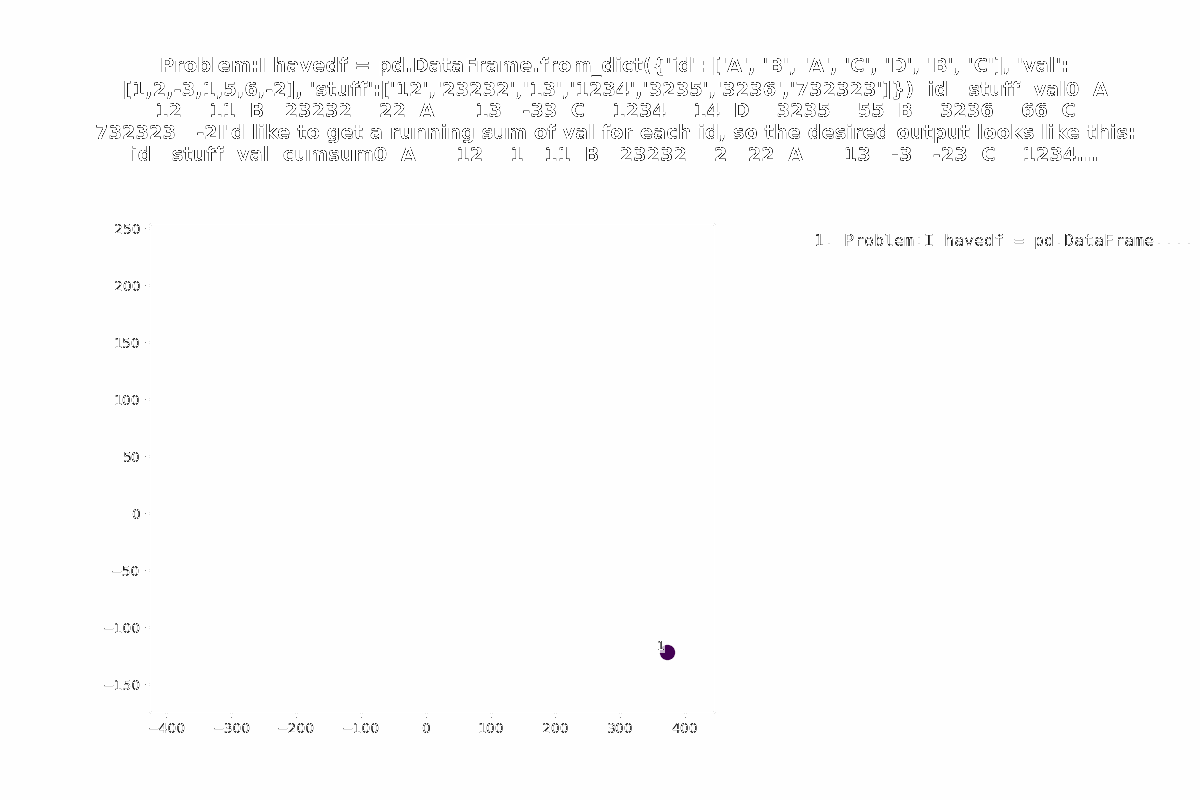 Problem:I havedf = pd.DataFrame.from_dict({'id': ['A', 'B', 'A', 'C', 'D', 'B', 'C'], 'val':
[1,2,-3,1,5,6,-2], 'stuff':['12','23232','13','1234','3235','3236','732323']}) id stuff val0 A
12 11 B 23232 22 A 13 -33 C 1234 14 D 3235 55 B 3236 66 C
732323 -2I'd like to get a running sum of val for each id, so the desired output looks like this:
id stuff val cumsum0 A 12 1 11 B 23232 2 22 A 13 -3 -23 C 1234....
1. Problem:I havedf = pd.DataFrame....
250
200
150
100
50
0
−50
−100
−150
1
−400 −300 −200 −100 0 100 200 300 400